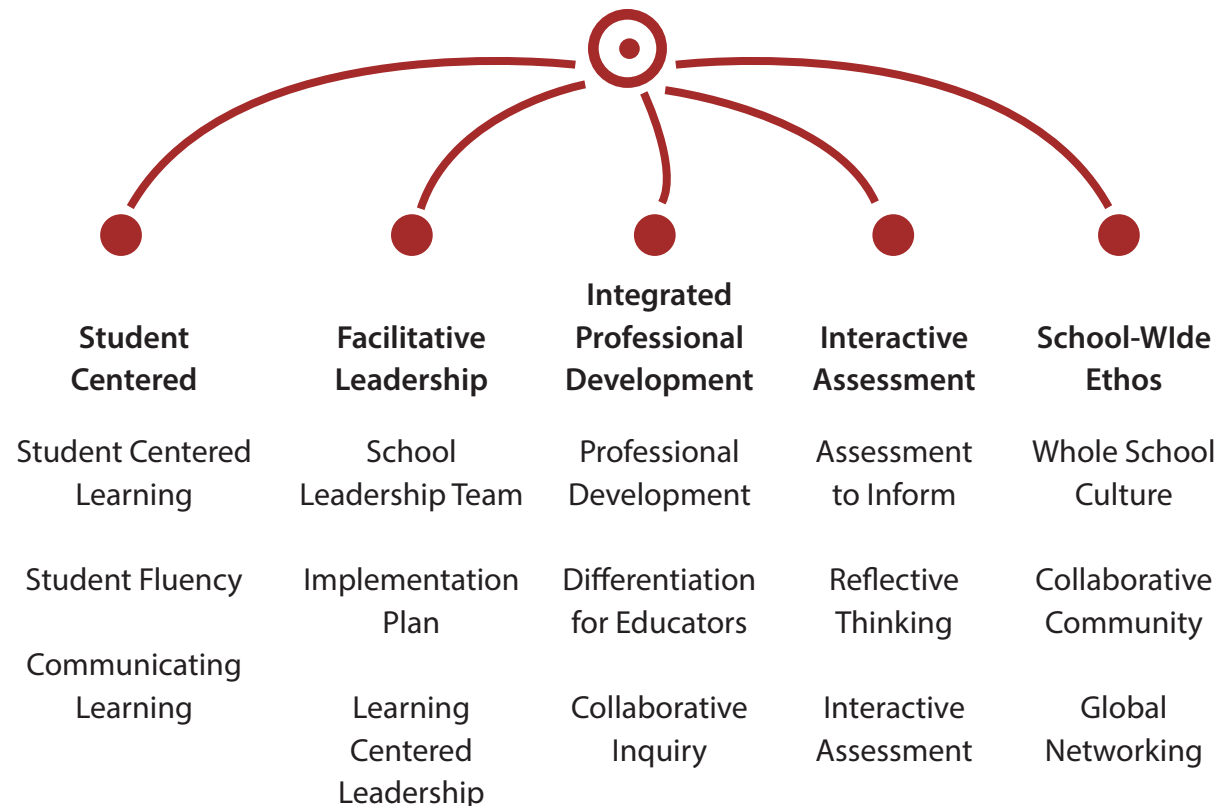 Student
Centered
Student Centered
Learning
Student Fluency
Communicating
Learning
Facilitative
Leadership
School
Leadership Team
Implementation
Plan
Learning
Centered
Leadership
Integrated
Professional
Development
Professional
Development
Differentiation
for Educators
Collaborative
Inquiry
Interactive
Assessment
Assessment
to Inform
Reflective
Thinking
Interactive
Assessment
School-WIde
Ethos
Whole School
Culture
Collaborative
Community
Global
Networking